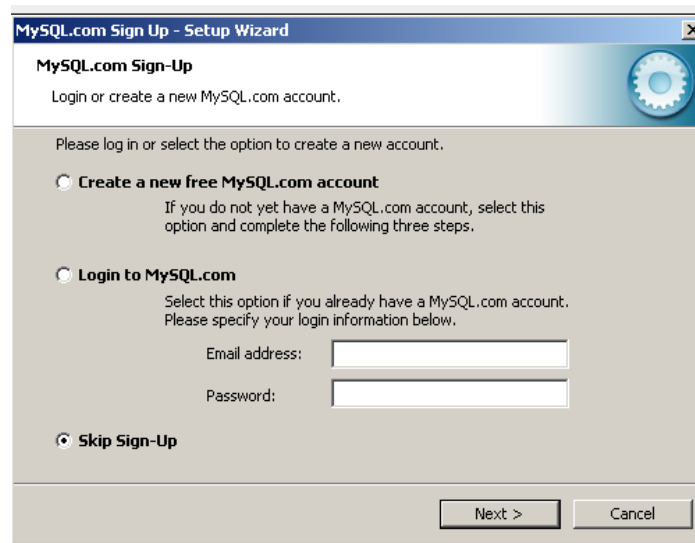 MySQL.com Sign Up - Setup Wizard
MySQL.com Sign-Up
Login or create a new MySQL.com account.
Please log in or select the option to create a new account.
Create a new free MySQL.com account
If you do not yet have a MySQL.com account, select this
option and complete the following three steps.
Login to MySQL.com
Select this option if you already have a MySQL.com account.
Please specify your login information below.
Email address:
Password:
Skip Sign-Up
Next >
Cancel